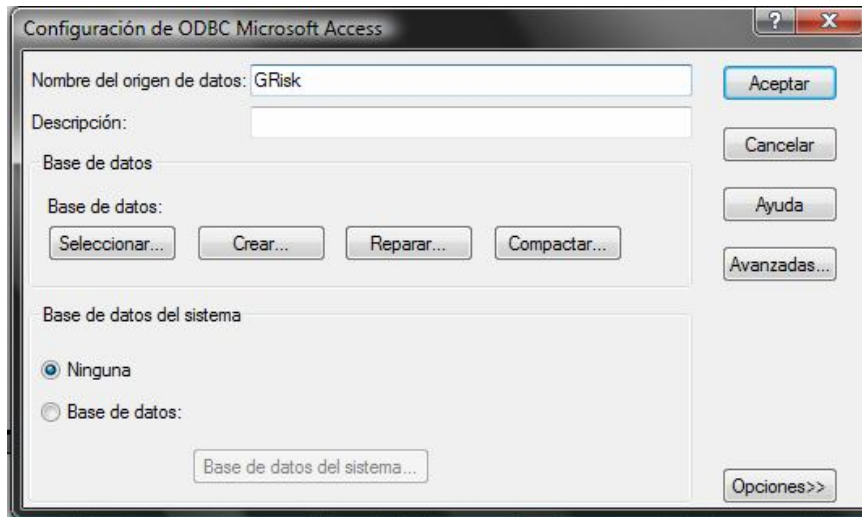 Configuración de ODBC Microsoft Access
?
X
Nombre del origen de datos: GRisk
Aceptar
Descripción:
Cancelar
Base de datos
Base de datos:
Ayuda
Seleccionar... Crear... Reparar... Compactar...
Avanzadas...
Base de datos del sistema
Ninguna
Base de datos:
Base de datos del sistema...
Opciones>>